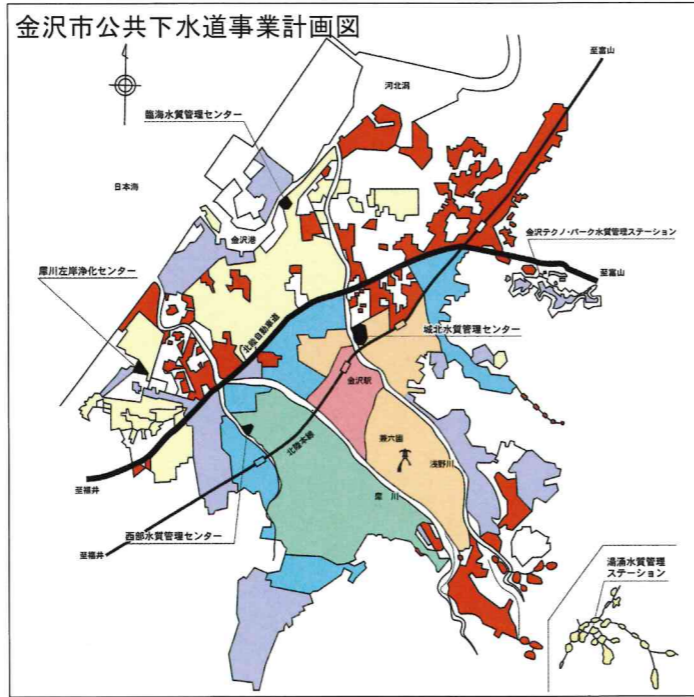 金沢市公共下水道事業計画図
至富山
河北潟
臨海水質管理センター
日本海
金沢港
金沢テクノ・パーク水質管理ステーション
至富山
犀川左岸浄化センター
北陸自動車道
城北水質管理センター
金沢駅
兼六園
浅野川
北陸本線
犀川
至福井
西部水質管理センター
至福井
湯涌水質管理
ステーション